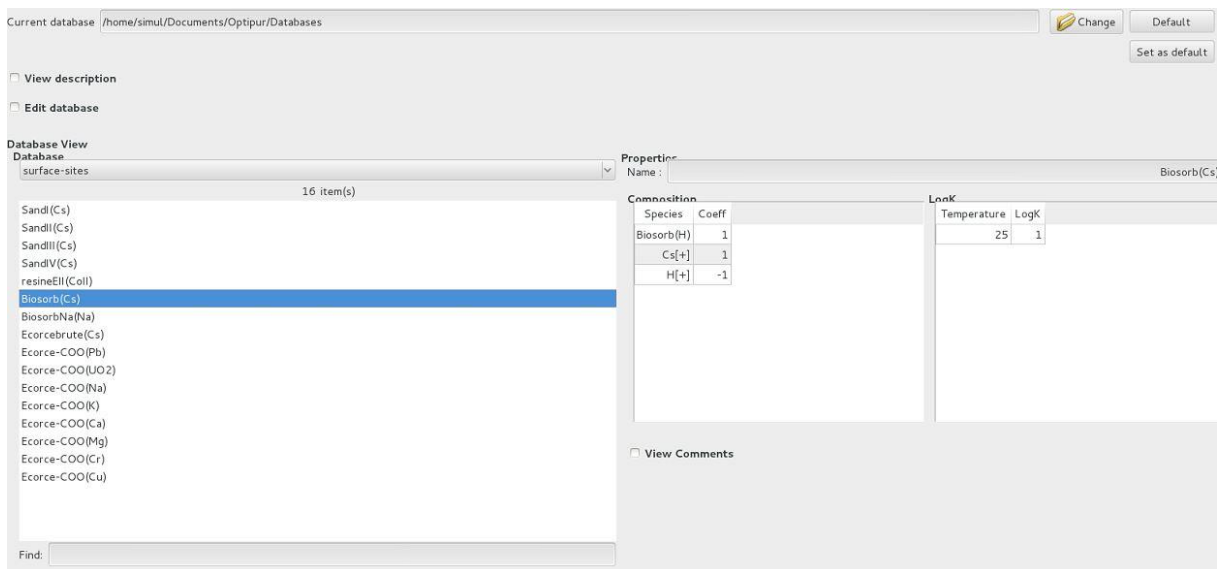 Current database /home/simul/Documents/Optipur/Databases Change Default
Set as default
View description
Edit database
Database View
Database
surface-sites
16 item(s)
SandI(Cs)
SandII(Cs)
SandIII(Cs)
SandIV(Cs)
resineEII(CoII)
Biosorb(Cs)
BiosorbNa(Na)
Ecorcebrute(Cs)
Ecorce-COO(Pb)
Ecorce-COO(UO2)
Ecorce-COO(Na)
Ecorce-COO(K)
Ecorce-COO(Ca)
Ecorce-COO(Mg)
Ecorce-COO(Cr)
Ecorce-COO(Cu)
Find:
Properties
Name : Biosorb(Cs)
Composition
Species Coeff
Biosorb(H) 1
Cs[+] 1
H[+] -1
LogK
Temperature LogK
25 1
View Comments